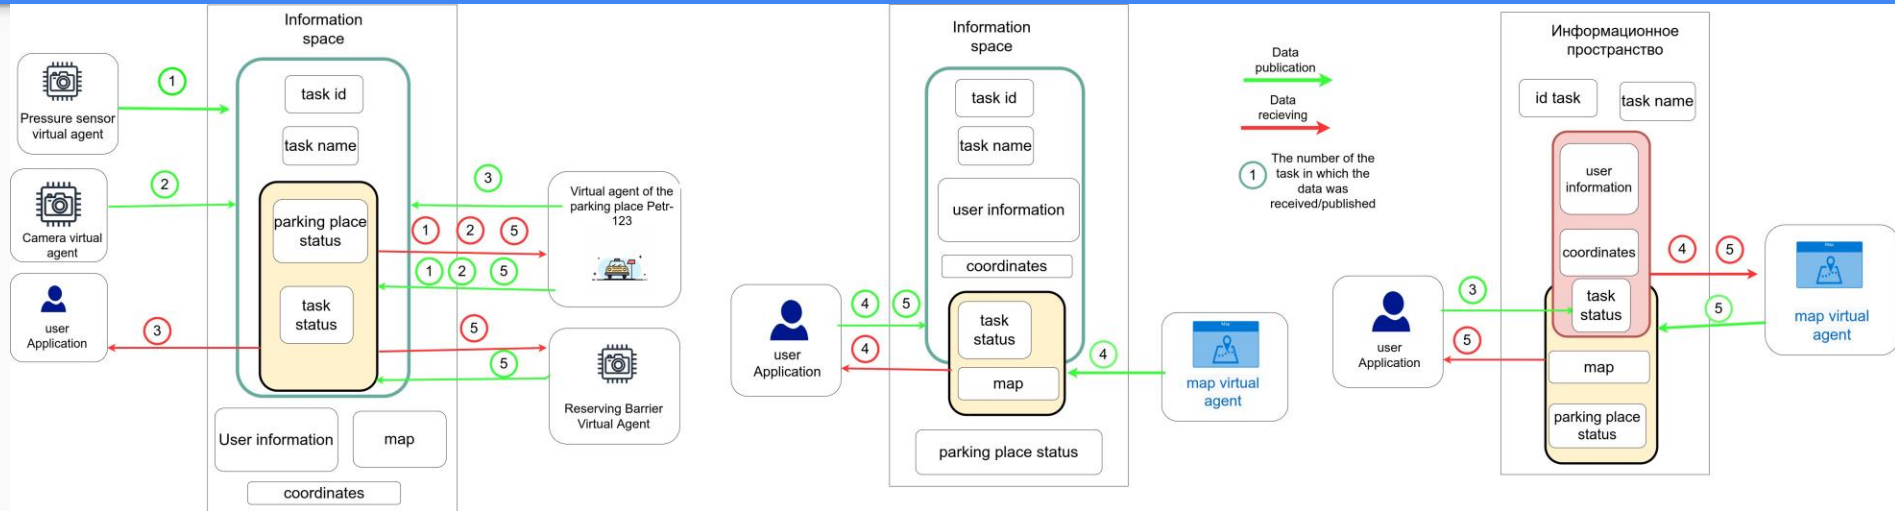 Information
space
1
task id
Pressure sensor
virtual agent
task name
2
3
Virtual agent of the
parking place Petr-
123
parking place
status
Camera virtual
agent
1
2
5
1
2
5
task
status
user
Application
3
5
5
Reserving Barrier
Virtual Agent
User information
map
coordinates
Information
space
task id
task name
user information
coordinates
4
5
task
status
user
Application
4
4
map
Map
map virtual
agent
parking place status
Data
publication
Data
recieving
1
The number of the
task in which the
data was
received/published
Информационное
пространство
id task
task name
user
information
coordinates
4
5
Map
3
task
status
5
map virtual
agent
user
Application
5
map
parking place
status